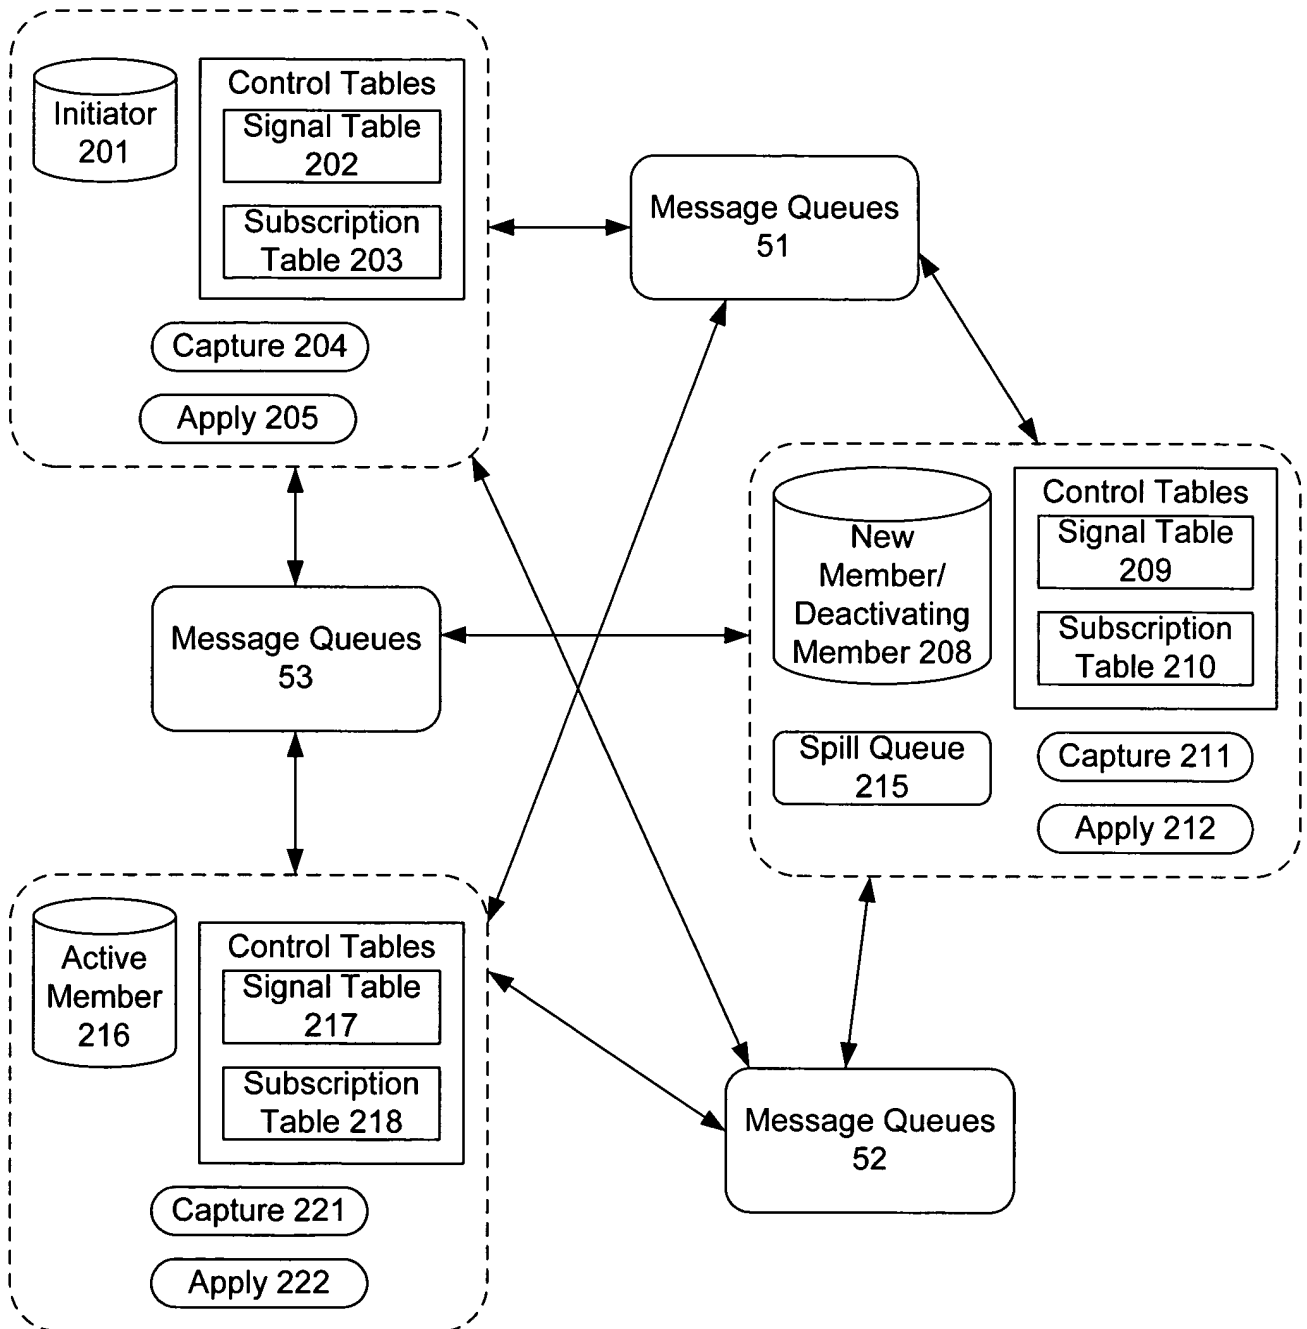 Initiator
201
Control Tables
Signal Table
202
Subscription
Table 203
Capture 204
Apply 205
Message Queues
51
New
Member/
Deactivating
Member 208
Control Tables
Signal Table
209
Subscription
Table 210
Spill Queue
215
Capture 211
Apply 212
Message Queues
53
Active
Member
216
Control Tables
Signal Table
217
Subscription
Table 218
Capture 221
Apply 222
Message Queues
52